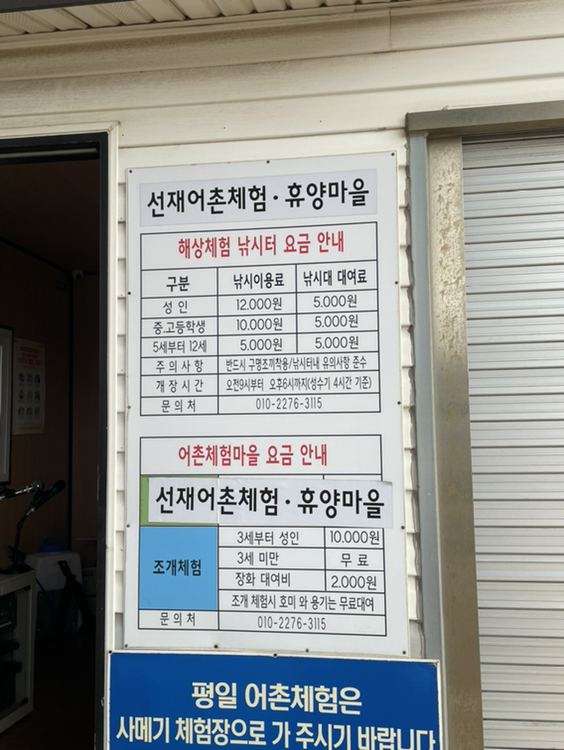 선재어촌체험·휴양마을
해상체험 낚시터 요금 안내
구분 낚시이용료 낚시대 대여료
성 인 12.000원 5.000원
중.고등학생 10.000원 5.000원
5세부터 12세 5.000원 5.000원
주 의 사 항 반드시 구명조끼착용/낚시터내 유의사항 준수
개 장 시 간 오전9시부터 오후6시까지(성수기 4시간 기준)
문 의 처 010-2276-3115
어촌체험마을 요금 안내
선재어촌체험·휴양마을
조개체험 3세부터 성인 10.000원
3세 미만 무 료
장화 대여비 2.000원
조개 체험시 호미 와 용기는 무료대여
문 의 처 010-2276-3115
평일 어촌체험은
사메기 체험장으로 가 주시기 바랍니다